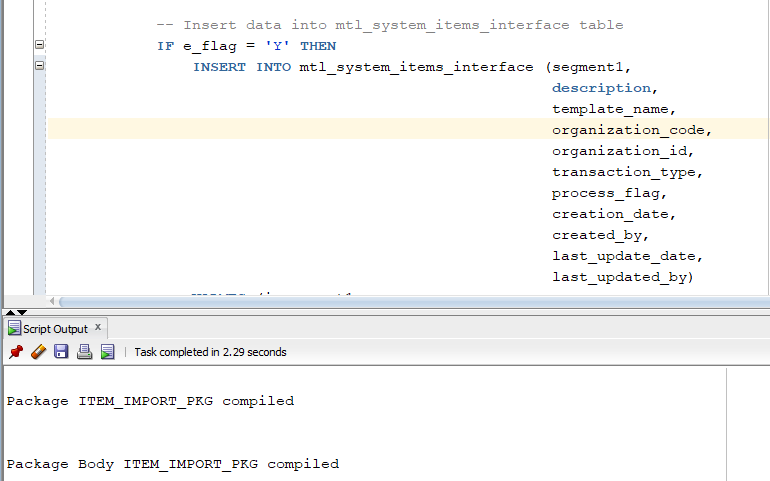 -- Insert data into mtl_system_items_interface table
IF e_flag = 'Y' THEN
INSERT INTO mtl_system_items_interface (segment1,
description,
template_name,
organization_code,
organization_id,
transaction_type,
process_flag,
creation_date,
created_by,
last_update_date,
last_updated_by)
Script Output x
Task completed in 2.29 seconds
Package ITEM_IMPORT_PKG compiled
Package Body ITEM_IMPORT_PKG compiled